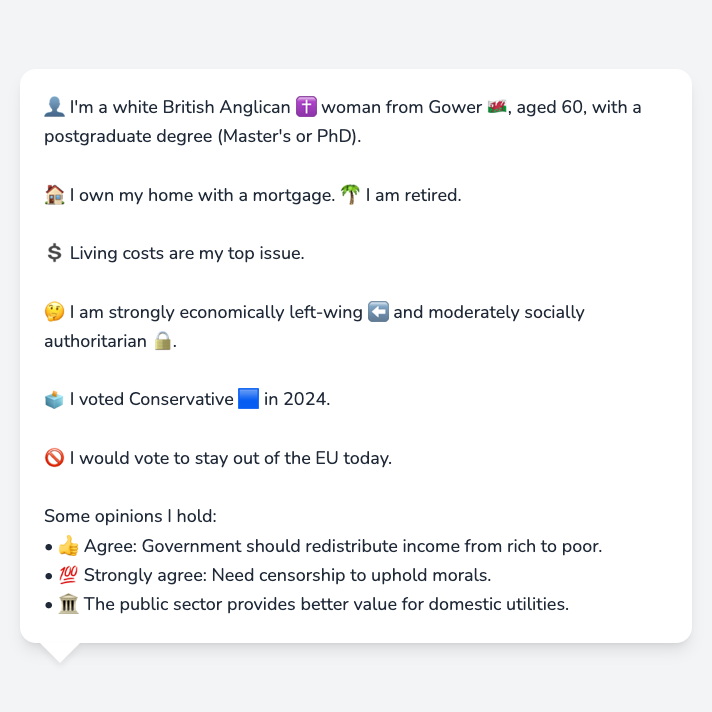 👤 I'm a white British Anglican ✝️ woman from Gower 🏴󠁧󠁢󠁷󠁬󠁳󠁿, aged 60, with a
postgraduate degree (Master's or PhD).
🏠 I own my home with a mortgage. 🌴 I am retired.
💲 Living costs are my top issue.
🤔 I am strongly economically left-wing ⬅️ and moderately socially
authoritarian 🔒.
🗳️ I voted Conservative 🟦 in 2024.
🚫 I would vote to stay out of the EU today.
Some opinions I hold:
• 👍 Agree: Government should redistribute income from rich to poor.
• 💯 Strongly agree: Need censorship to uphold morals.
• 🏛️ The public sector provides better value for domestic utilities.